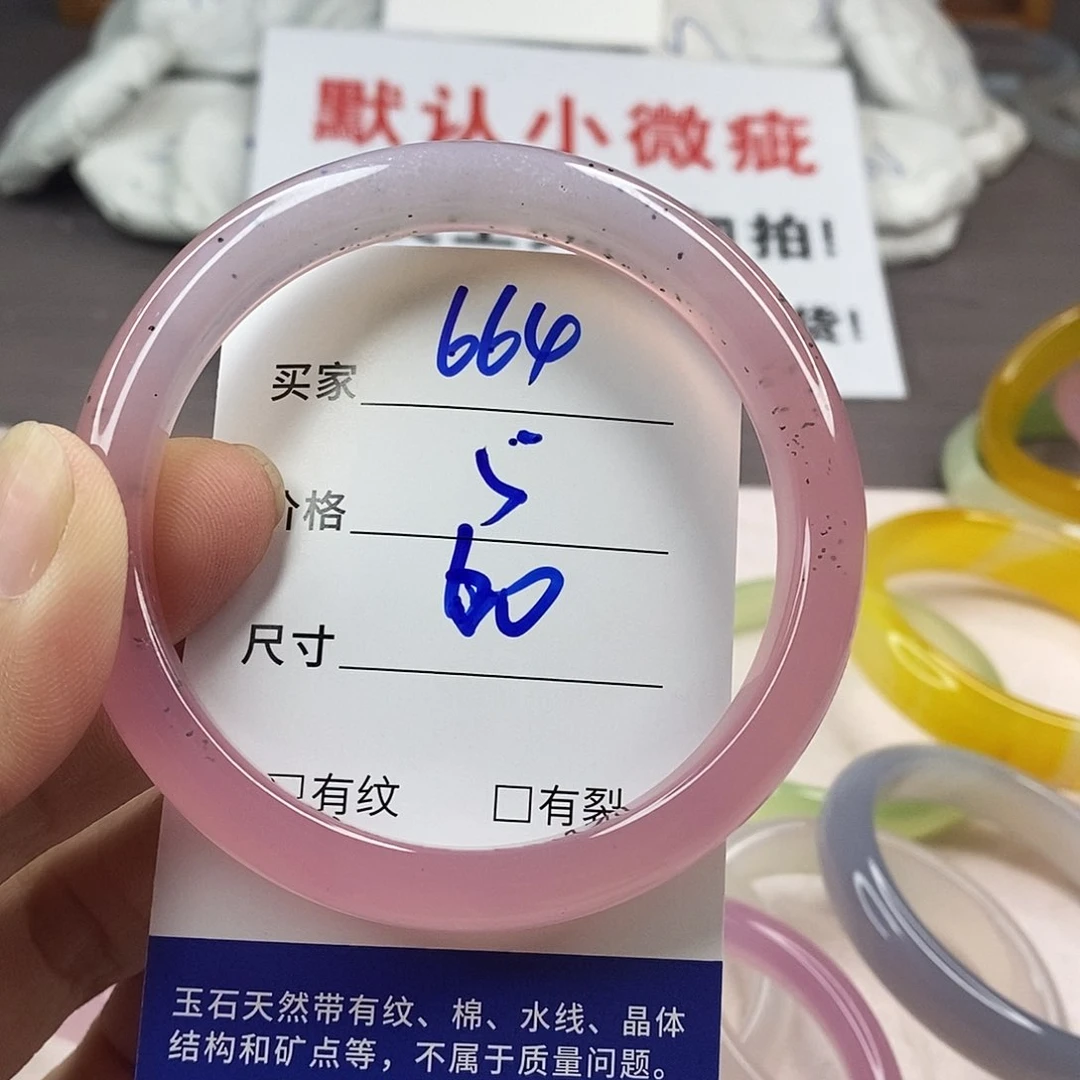 默认小微疵
拍!
货!
买家 664
价格 5
尺寸 60
□有纹 □有裂
玉石天然带有纹、棉、水线、晶体
结构和矿点等，不属于质量问题。